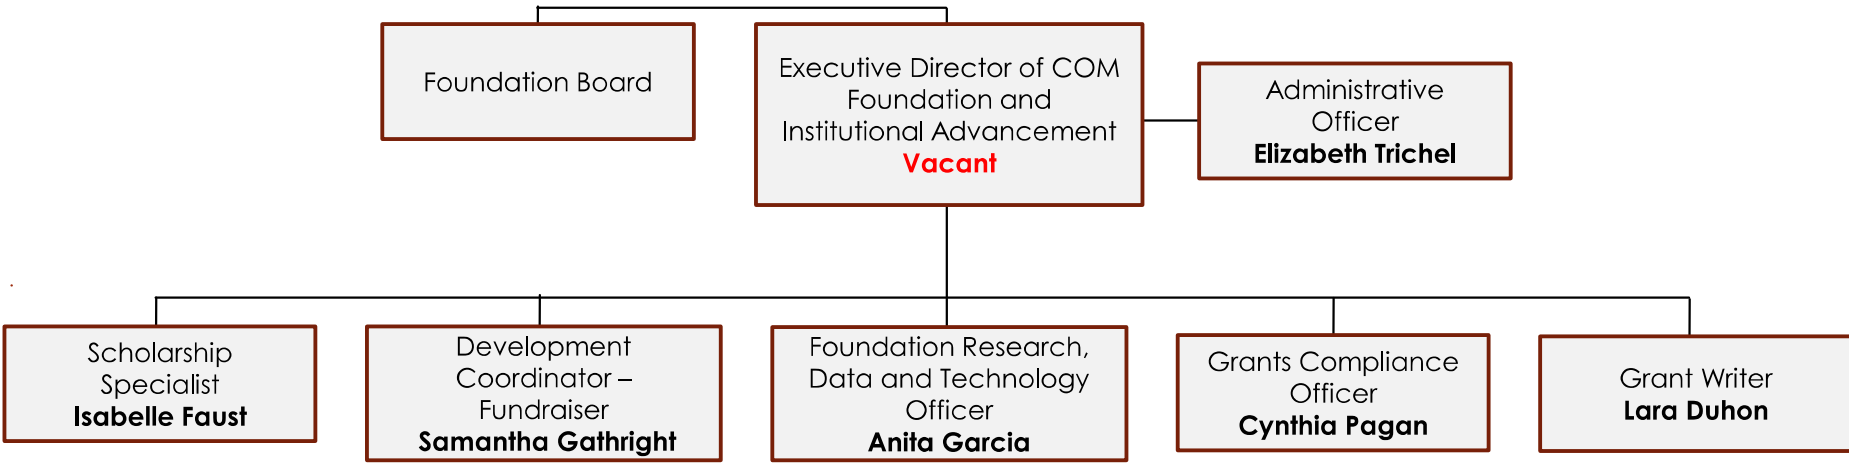 Foundation Board
Executive Director of COM
Foundation and
Institutional Advancement
Vacant
Administrative
Officer
Elizabeth Trichel
Scholarship
Specialist
Isabelle Faust
Development
Coordinator –
Fundraiser
Samantha Gathright
Foundation Research,
Data and Technology
Officer
Anita Garcia
Grants Compliance
Officer
Cynthia Pagan
Grant Writer
Lara Duhon